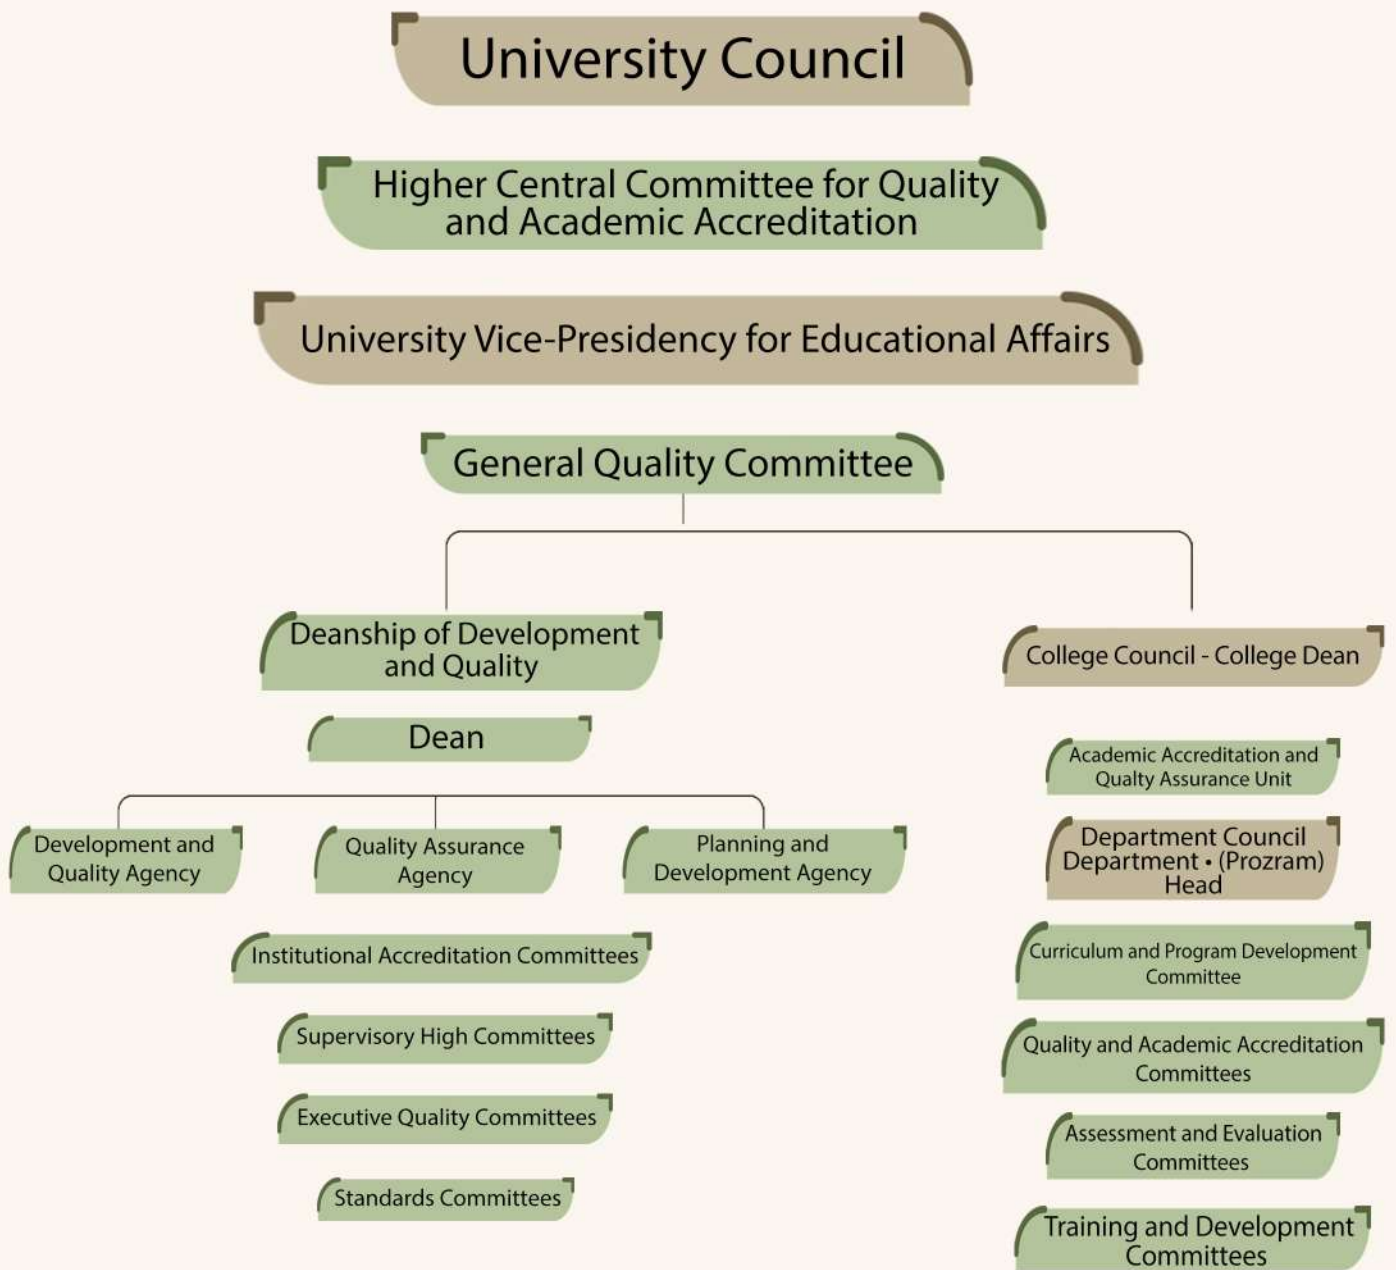 University Council
Higher Central Committee for Quality
and Academic Accreditation
University Vice-Presidency for Educational Affairs
General Quality Committee
Deanship of Development
and Quality
Dean
Development and
Quality Agency
Quality Assurance
Agency
Planning and
Development Agency
Institutional Accreditation Committees
Supervisory High Committees
Executive Quality Committees
Standards Committees
College Council - College Dean
Academic Accreditation and
Qualty Assurance Unit
Department Council
Department • (Prozram)
Head
Curriculum and Program Development
Committee
Quality and Academic Accreditation
Committees
Assessment and Evaluation
Committees
Training and Development
Committees